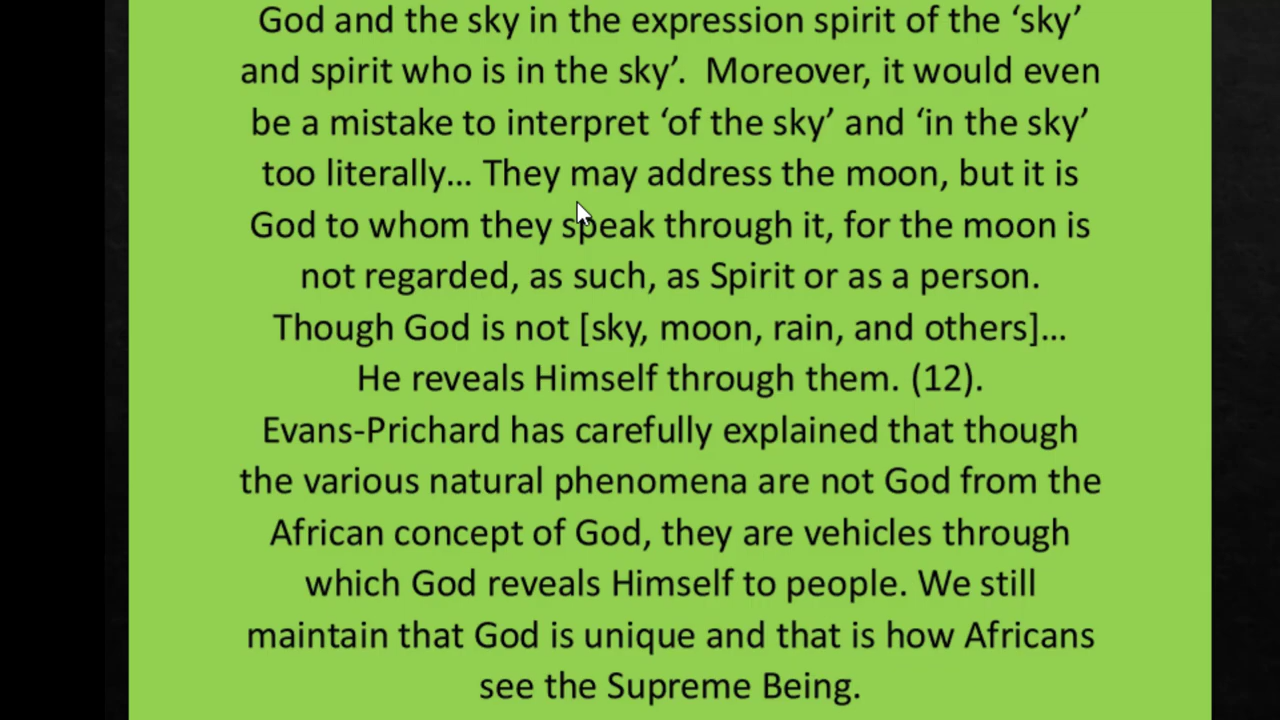 God and the sky in the expression spirit of the ‘sky’
and spirit who is in the sky’.  Moreover, it would even
be a mistake to interpret ‘of the sky’ and ‘in the sky’
too literally... They may address the moon, but it is
God to whom they speak through it, for the moon is
not regarded, as such, as Spirit or as a person.
Though God is not [sky, moon, rain, and others]...
He reveals Himself through them. (12).
Evans-Prichard has carefully explained that though
the various natural phenomena are not God from the
African concept of God, they are vehicles through
which God reveals Himself to people. We still
maintain that God is unique and that is how Africans
see the Supreme Being.